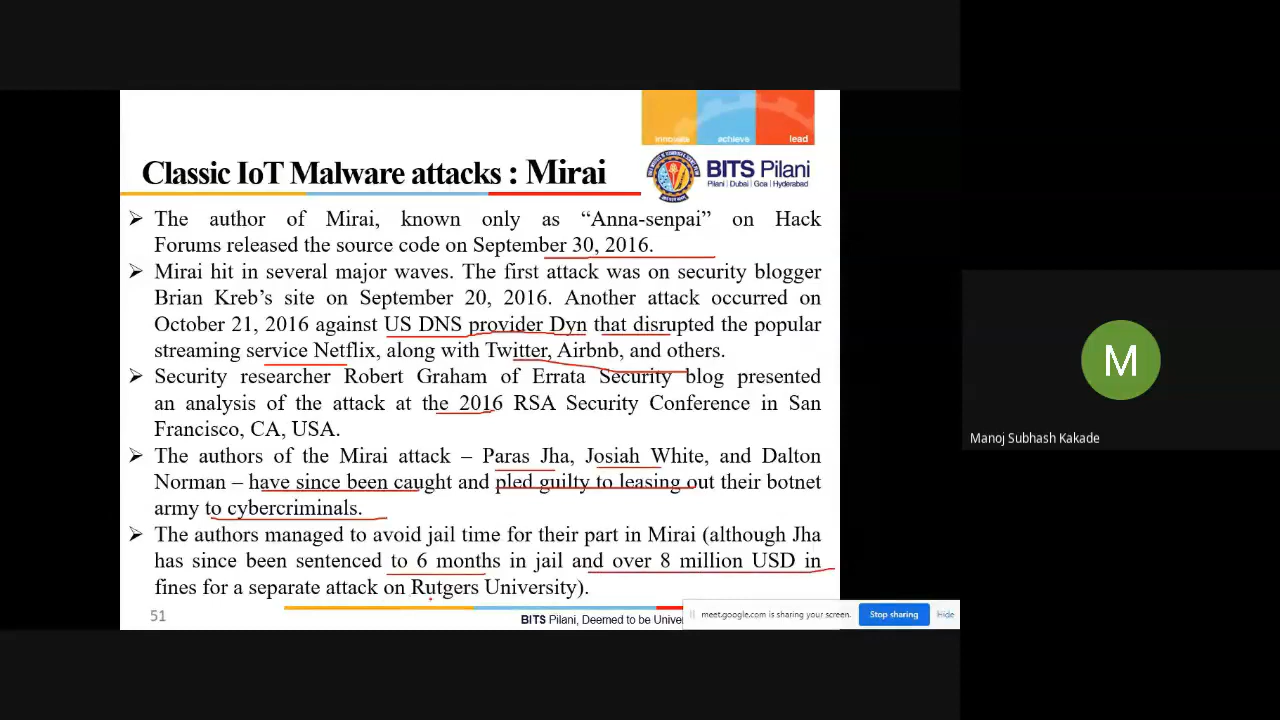 innovate achieve lead
BITS Pilani
Pilani | Dubai | Goa | Hyderabad
Classic IoT Malware attacks : Mirai
➢ The author of Mirai, known only as “Anna-senpai” on Hack
Forums released the source code on September 30, 2016.
➢ Mirai hit in several major waves. The first attack was on security blogger
Brian Kreb’s site on September 20, 2016. Another attack occurred on
October 21, 2016 against US DNS provider Dyn that disrupted the popular
streaming service Netflix, along with Twitter, Airbnb, and others.
➢ Security researcher Robert Graham of Errata Security blog presented
an analysis of the attack at the 2016 RSA Security Conference in San
Francisco, CA, USA.
➢ The authors of the Mirai attack – Paras Jha, Josiah White, and Dalton
Norman – have since been caught and pled guilty to leasing out their botnet
army to cybercriminals.
➢ The authors managed to avoid jail time for their part in Mirai (although Jha
has since been sentenced to 6 months in jail and over 8 million USD in
fines for a separate attack on Rutgers University).
51
BITS Pilani, Deemed to be Univer
meet.google.com is sharing your screen. Stop sharing Hide
M
Manoj Subhash Kakade